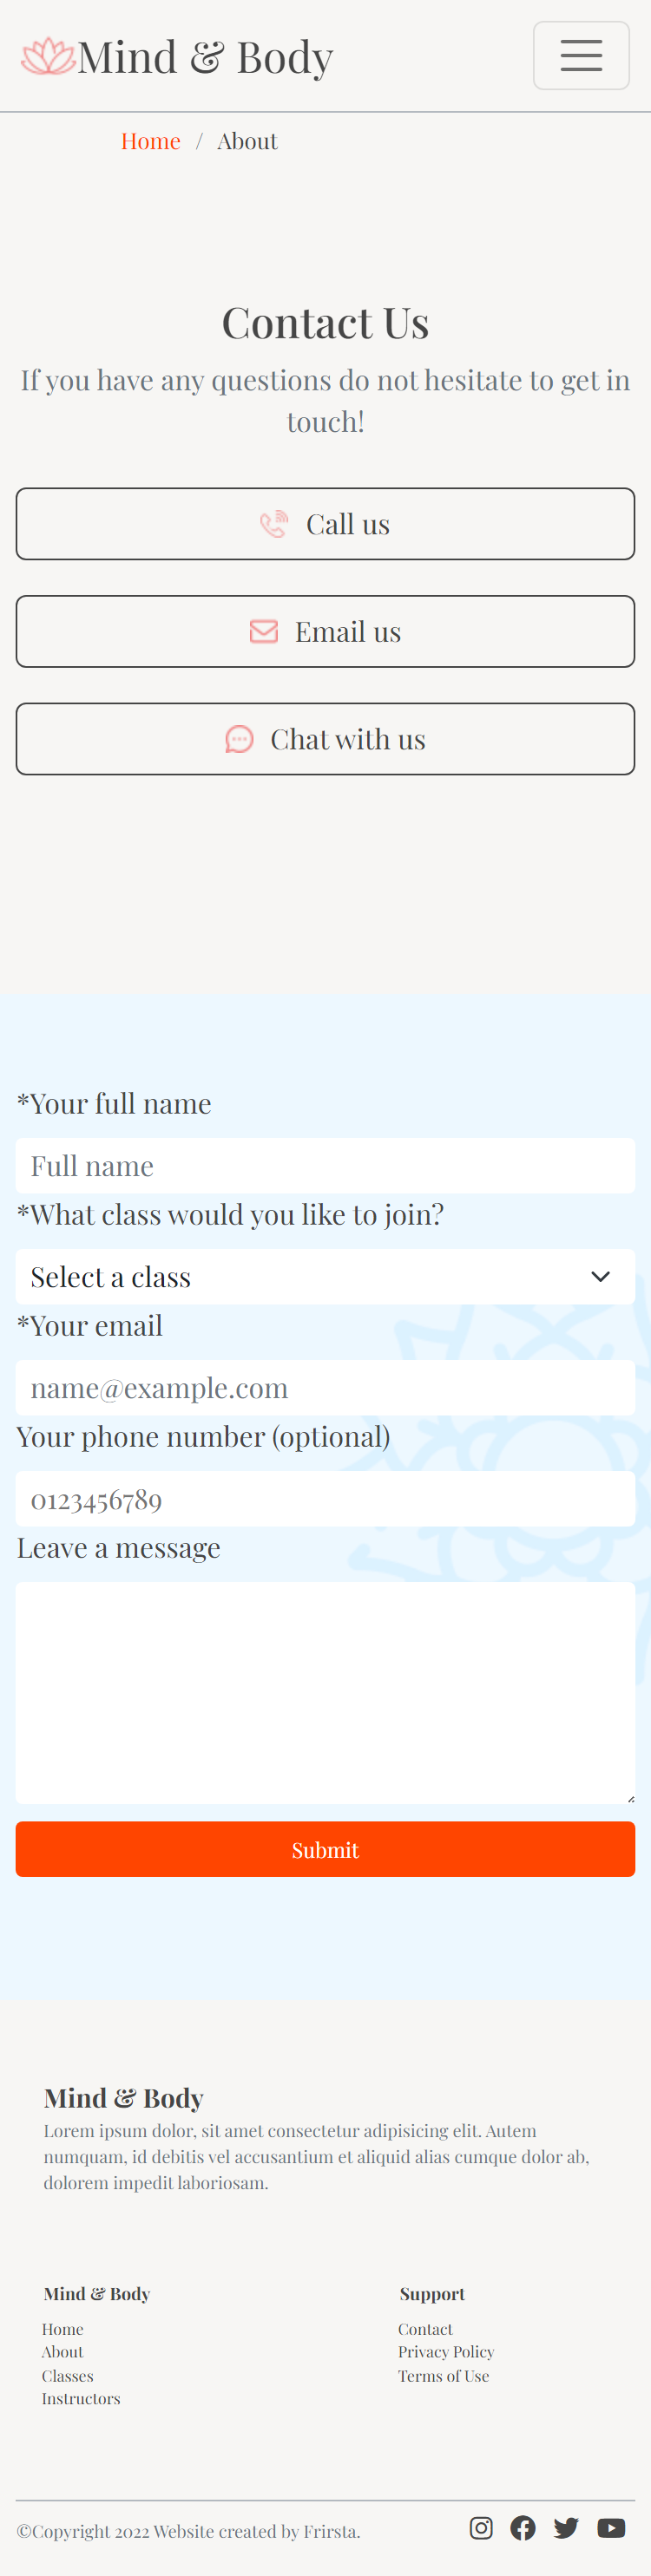 Mind & Body
Home / About
Contact Us
If you have any questions do not hesitate to get in
touch!
Call us
Email us
Chat with us
*Your full name
Full name
*What class would you like to join?
Select a class
*Your email
name@example.com
Your phone number (optional)
0123456789
Leave a message
Submit
Mind & Body
Lorem ipsum dolor, sit amet consectetur adipisicing elit. Autem
numquam, id debitis vel accusantium et aliquid alias cumque dolor ab,
dolorem impedit laboriosam.
Mind & Body
Home
About
Classes
Instructors
Support
Contact
Privacy Policy
Terms of Use
©Copyright 2022 Website created by Frirsta.